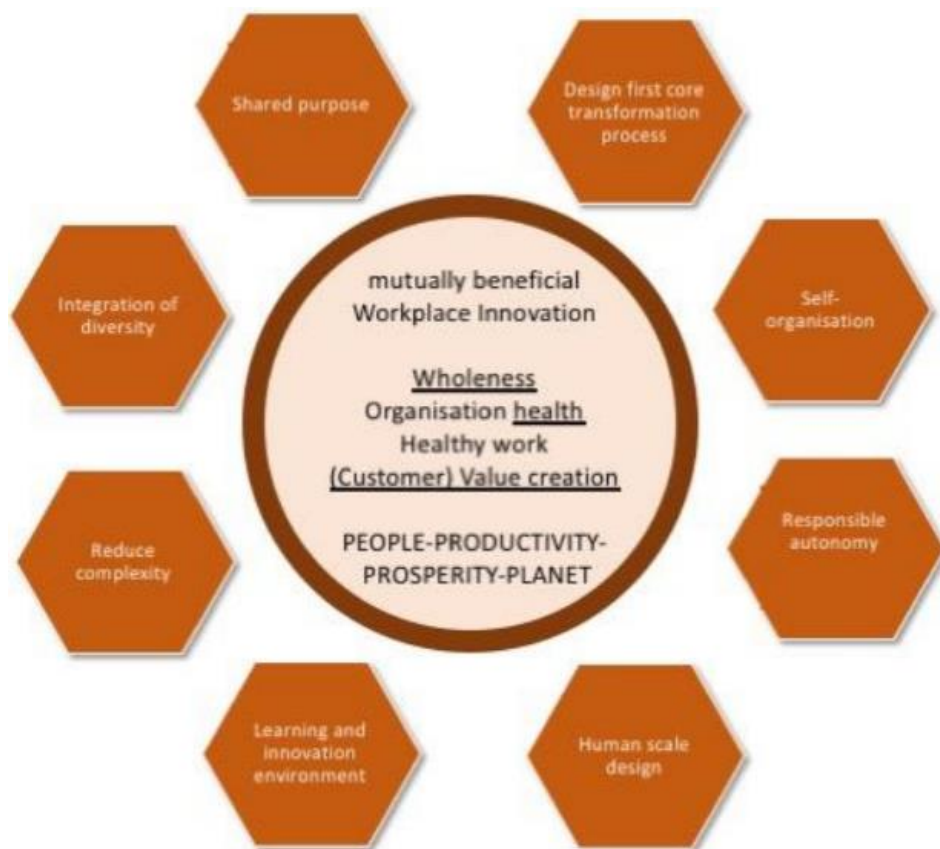 Shared purpose
Design first core
transformation
process
Integration of
diversity
mutually beneficial
Workplace Innovation
Wholeness
Organisation health
Healthy work
(Customer) Value creation
PEOPLE-PRODUCTIVITY-
PROSPERITY-PLANET
Self-
organisation
Reduce
complexity
Responsible
autonomy
Learning and
innovation
environment
Human scale
design